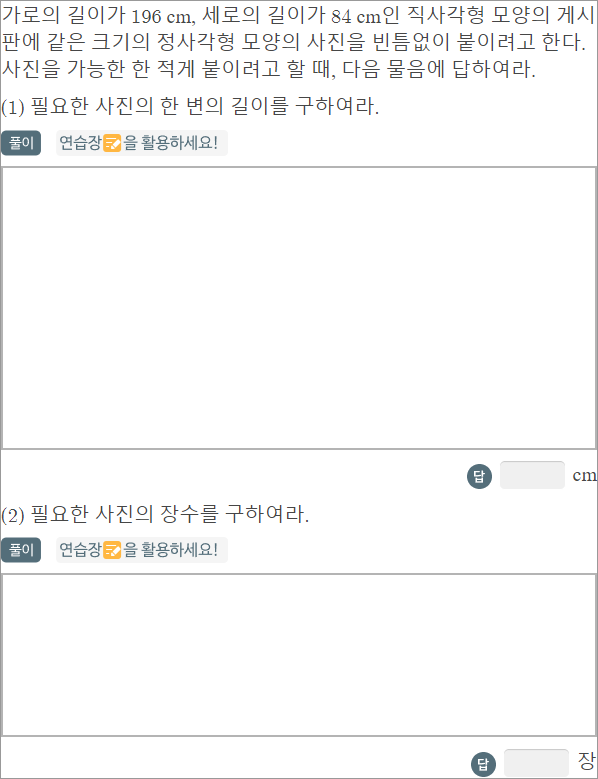 가로의 길이가 196 cm, 세로의 길이가 84 cm인 직사각형 모양의 게시
판에 같은 크기의 정사각형 모양의 사진을 빈틈없이 붙이려고 한다.
사진을 가능한 한 적게 붙이려고 할 때, 다음 물음에 답하여라.
(1) 필요한 사진의 한 변의 길이를 구하여라.
풀이 연습장을 활용하세요!
답 cm
(2) 필요한 사진의 장수를 구하여라.
풀이 연습장을 활용하세요!
답 장